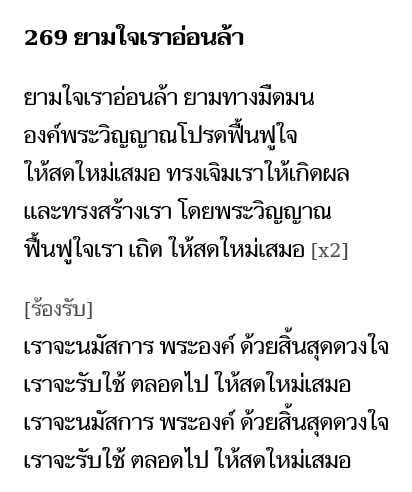 269 ยามใจเราอ่อนล้า
ยามใจเราอ่อนล้า ยามทางมืดมน
องค์พระวิญญาณโปรดฟื้นฟูใจ
ให้สดใหม่เสมอ ทรงเจิมเราให้เกิดผล
และทรงสร้างเรา โดยพระวิญญาณ
ฟื้นฟูใจเรา เถิด ให้สดใหม่เสมอ [x2]
[ร้องรับ]
เราจะนมัสการ พระองค์ ด้วยสิ้นสุดดวงใจ
เราจะรับใช้ ตลอดไป ให้สดใหม่เสมอ
เราจะนมัสการ พระองค์ ด้วยสิ้นสุดดวงใจ
เราจะรับใช้ ตลอดไป ให้สดใหม่เสมอ